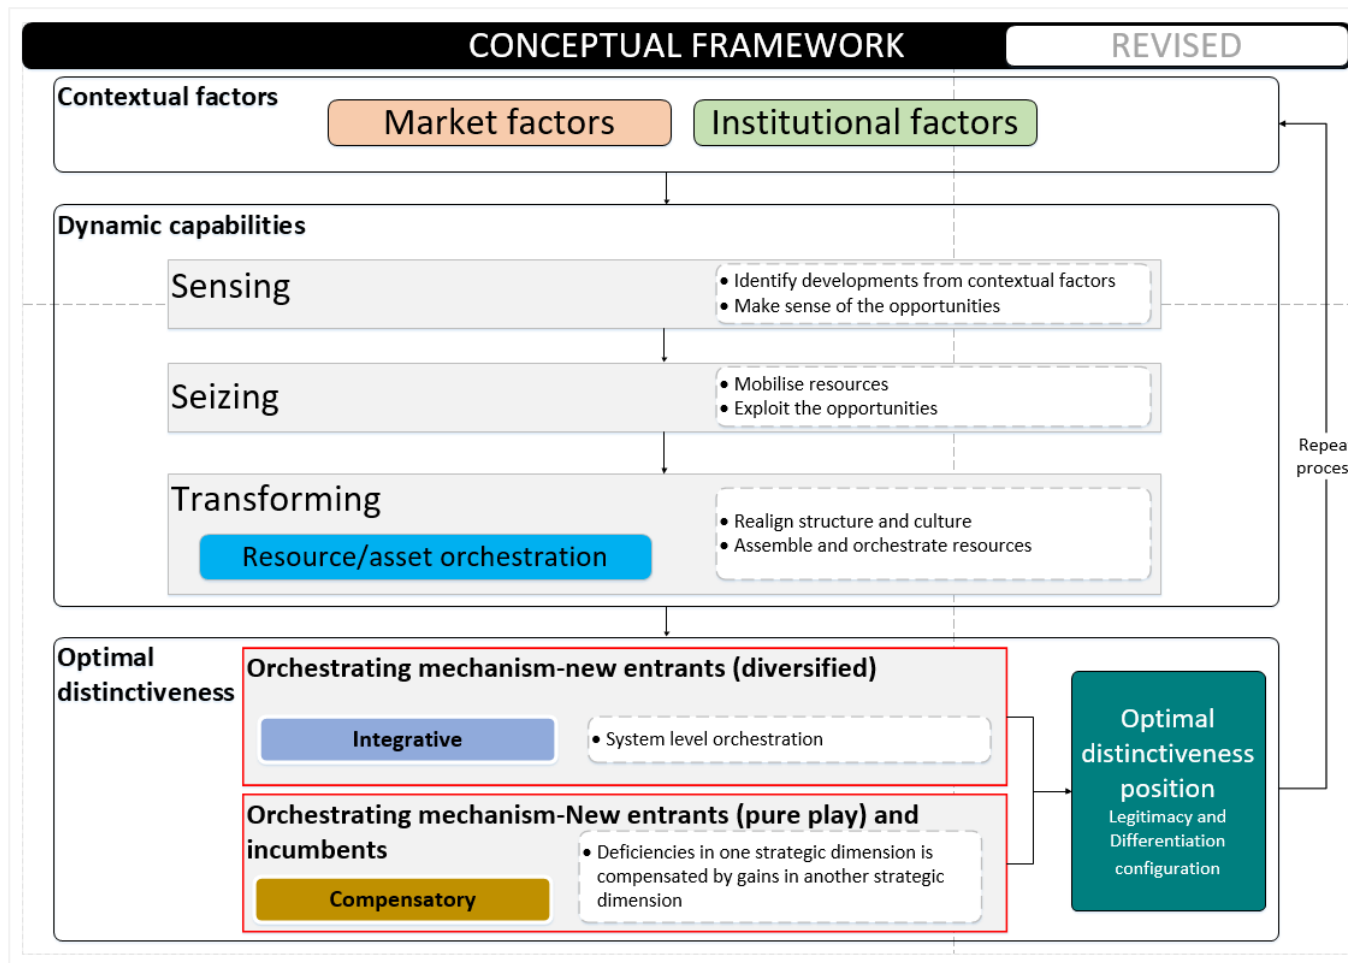 CONCEPTUAL FRAMEWORK
REVISED
Contextual factors
Market factors
Institutional factors
Dynamic capabilities
Sensing
• Identify developments from contextual factors
• Make sense of the opportunities
Seizing
• Mobilise resources
• Exploit the opportunities
Transforming
Resource/asset orchestration
• Realign structure and culture
• Assemble and orchestrate resources
Repea
proces
Optimal
distinctiveness
Orchestrating mechanism-new entrants (diversified)
Integrative
• System level orchestration
Orchestrating mechanism-New entrants (pure play) and
incumbents
Compensatory
• Deficiencies in one strategic dimension is
compensated by gains in another strategic
dimension
Optimal
distinctiveness
position
Legitimacy and
Differentiation
configuration